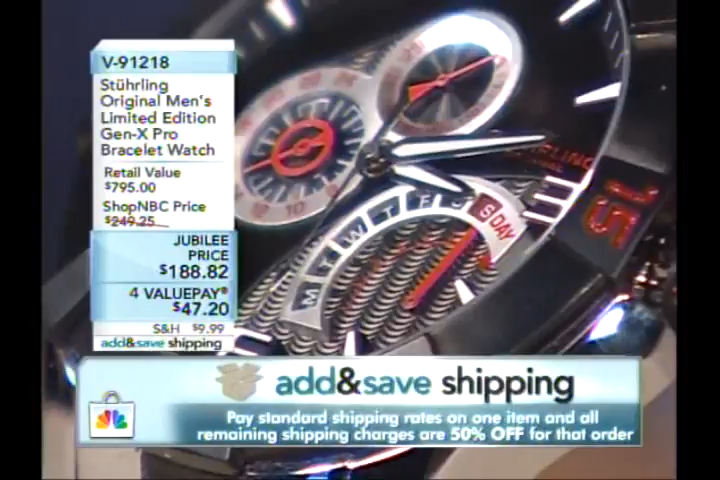 V-91218
Stührling
Original Men's
Limited Edition
Gen-X Pro
Bracelet Watch
Retail Value
$795.00
ShopNBC Price
$249.25
JUBILEE
PRICE
$188.82
4 VALUEPAY®
$47.20
S&H $9.99
add&save shipping
M T W T F S S DAY
15
add&save shipping
Pay standard shipping rates on one item and all
remaining shipping charges are 50% OFF for that order